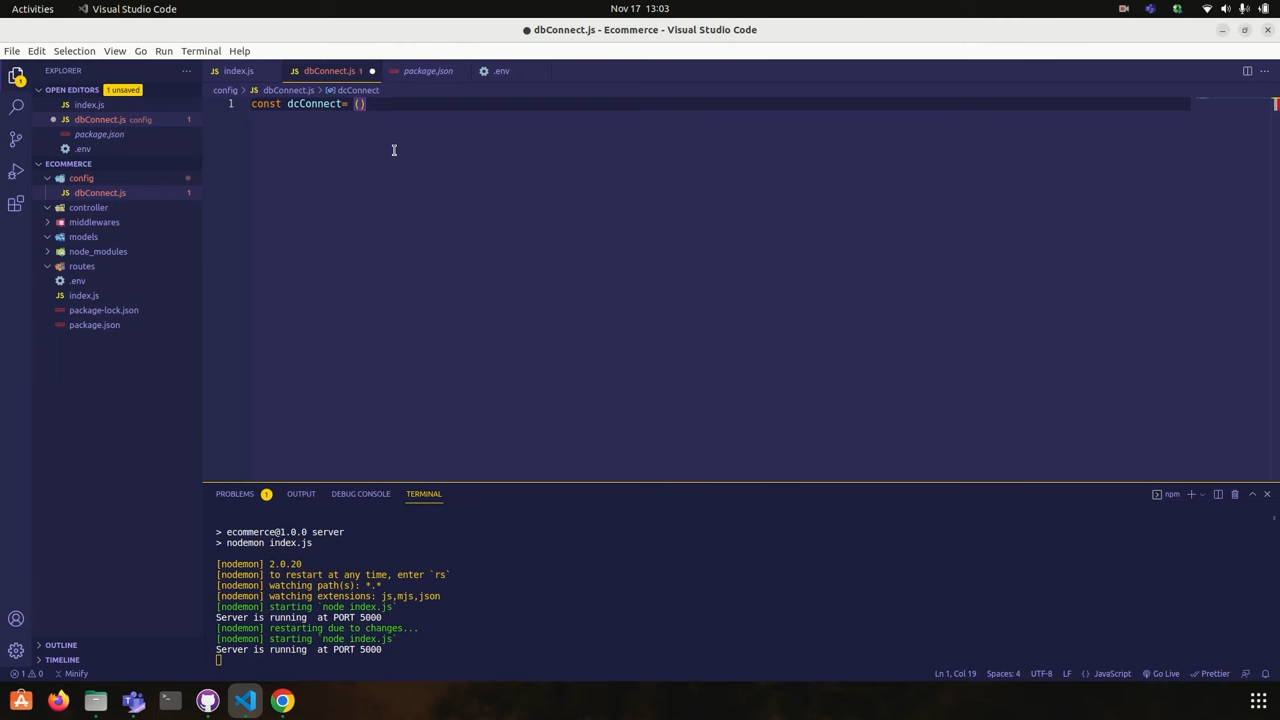 Activities
Visual Studio Code
Nov 17 13:03
dbConnect.js - Ecommerce - Visual Studio Code
File Edit Selection View Go Run Terminal Help
EXPLORER
index.js
dbConnect.js 1
package.json
.env
OPEN EDITORS
1 unsaved
config > dbConnect.js > dcConnect
index.js
1 const dcConnect= ()
dbConnect.js config 1
package.json
.env
ECOMMERCE
config
dbConnect.js 1
controller
middlewares
models
node_modules
routes
.env
index.js
package-lock.json
package.json
PROBLEMS 1 OUTPUT DEBUG CONSOLE TERMINAL
npm
> ecommerce@1.0.0 server
> nodemon index.js
[nodemon] 2.0.20
[nodemon] to restart at any time, enter `rs`
[nodemon] watching path(s): *.*
[nodemon] watching extensions: js,mjs,json
[nodemon] starting `node index.js`
Server is running  at PORT 5000
[nodemon] restarting due to changes...
[nodemon] starting `node index.js`
Server is running  at PORT 5000
OUTLINE
TIMELINE
1 0 Minify
Ln 1, Col 19 Spaces: 4 UTF-8 LF JavaScript Go Live Prettier